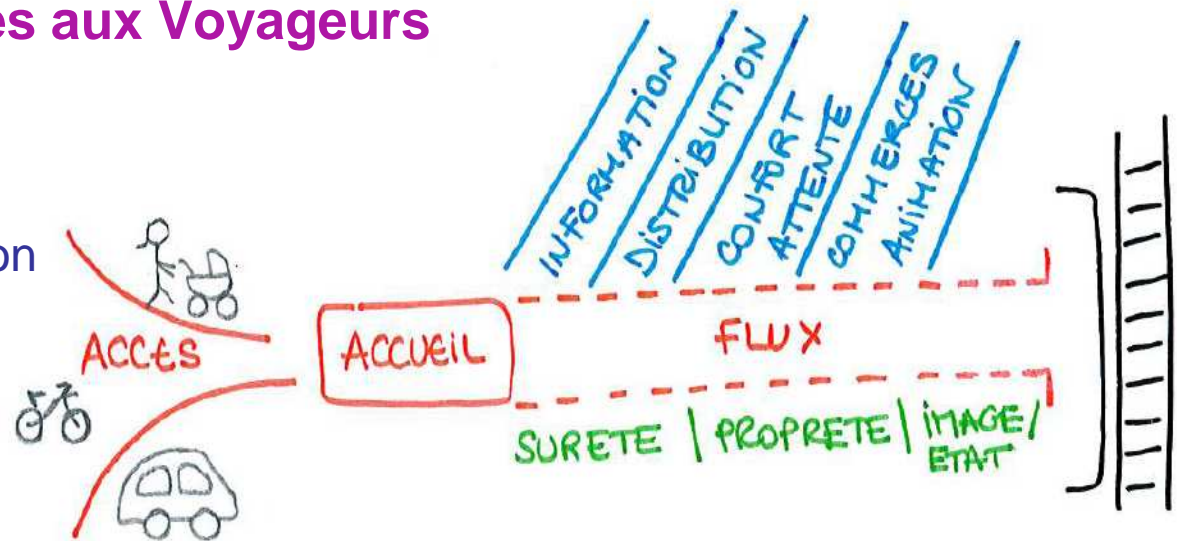 es aux Voyageurs
on
INFORMATION
DISTRIBUTION
CONFORT
ATTENTE
COMMERCES
ANIMATION
ACCES
ACCUEIL
FLUX
SURETE | PROPRETE | IMAGE/
ETAT